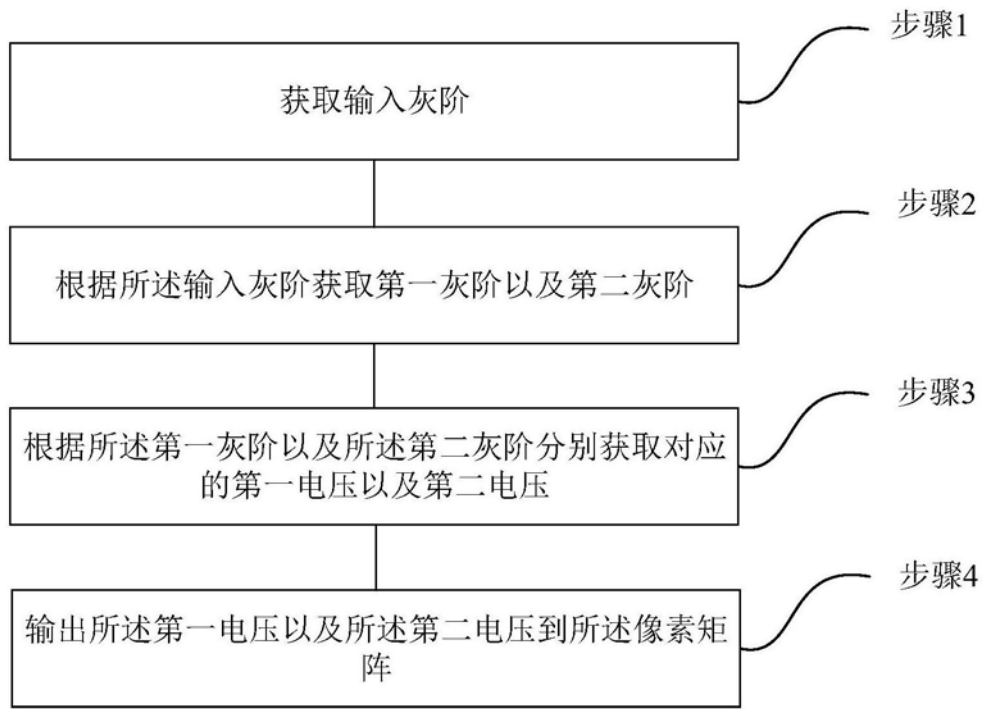 步骤1
获取输入灰阶
步骤2
根据所述输入灰阶获取第一灰阶以及第二灰阶
步骤3
根据所述第一灰阶以及所述第二灰阶分别获取对应
的第一电压以及第二电压
步骤4
输出所述第一电压以及所述第二电压到所述像素矩
阵